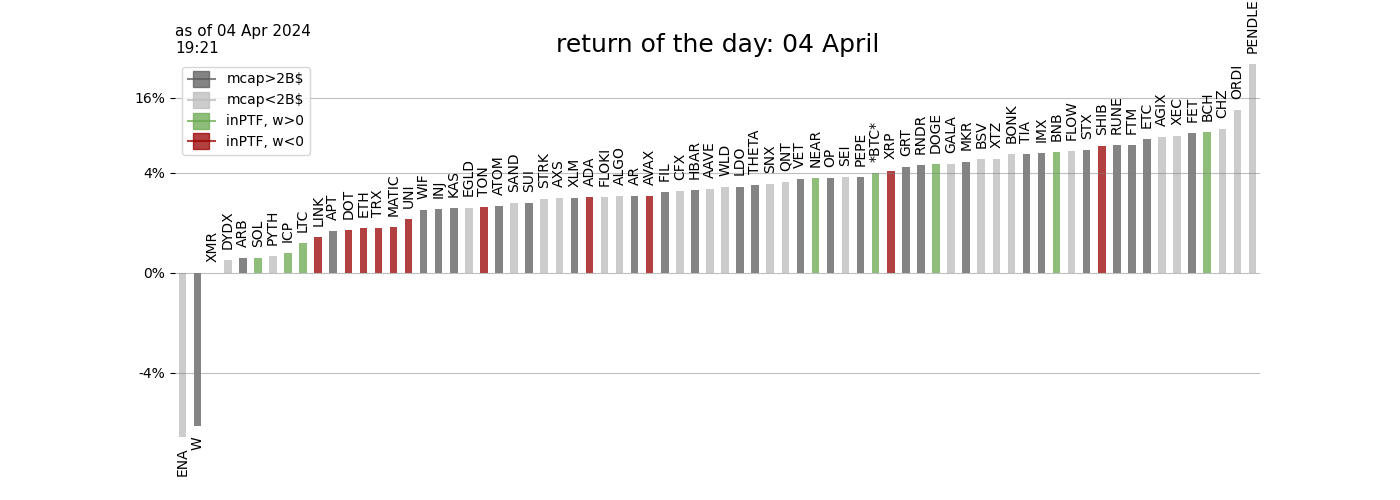 as of 04 Apr 2024
19:21
return of the day: 04 April
mcap>2B$
mcap<2B$
inPTF, w>0
inPTF, w<0
16%
4%
0%
-4%
ENA
W
XMR
DYDX
ARB
SOL
PYTH
ICP
LTC
LINK
APT
DOT
ETH
TRX
MATIC
UNI
WIF
INJ
KAS
EGLD
TON
ATOM
SAND
SUI
STRK
AXS
XLM
ADA
FLOKI
ALGO
AR
AVAX
FIL
CFX
HBAR
AAVE
WLD
LDO
THETA
SNX
QNT
VET
NEAR
OP
SEI
PEPE
*BTC*
XRP
GRT
RNDR
DOGE
GALA
MKR
BSV
XTZ
BONK
TIA
IMX
BNB
FLOW
STX
SHIB
RUNE
FTM
ETC
AGIX
XEC
FET
BCH
CHZ
ORDI
PENDLE